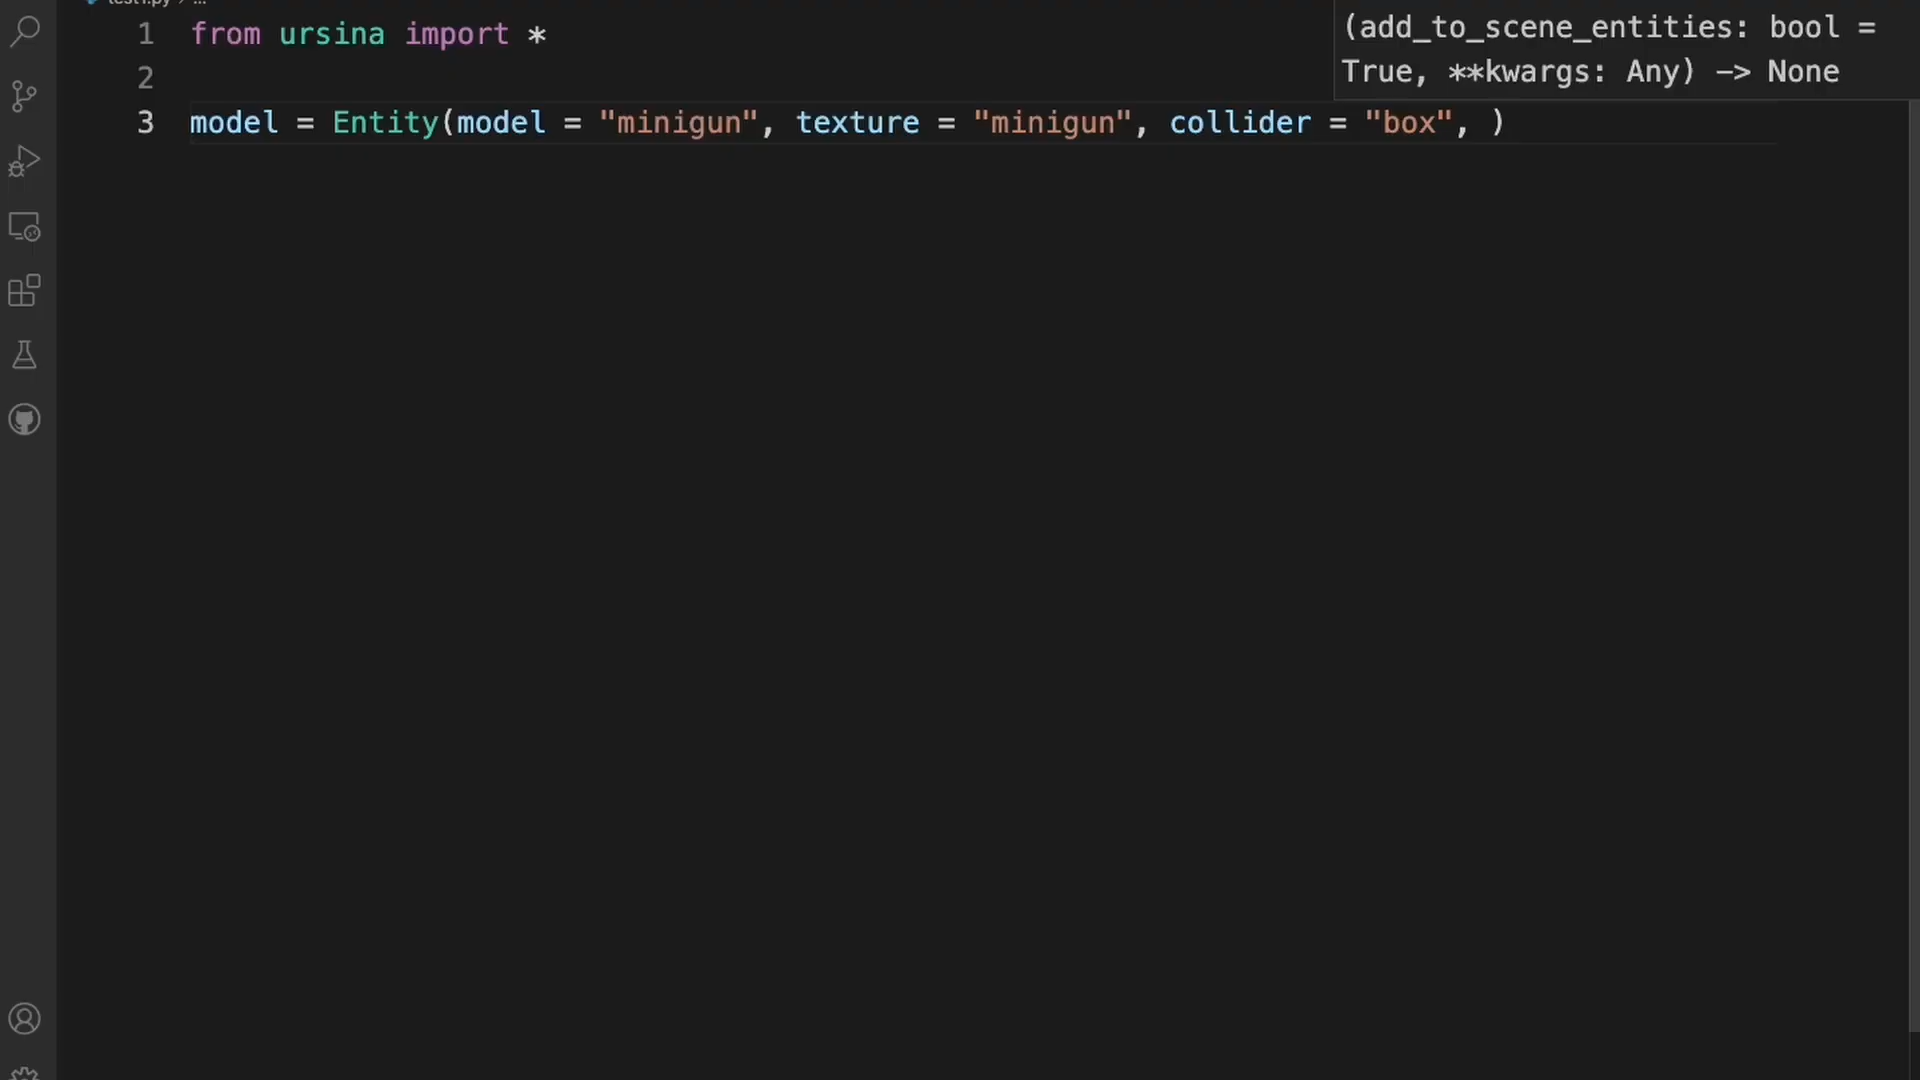 from ursina import *
(add_to_scene_entities: bool =
True, **kwargs: Any) -> None
1
2
3
model = Entity(model = "minigun", texture = "minigun", collider = "box", )